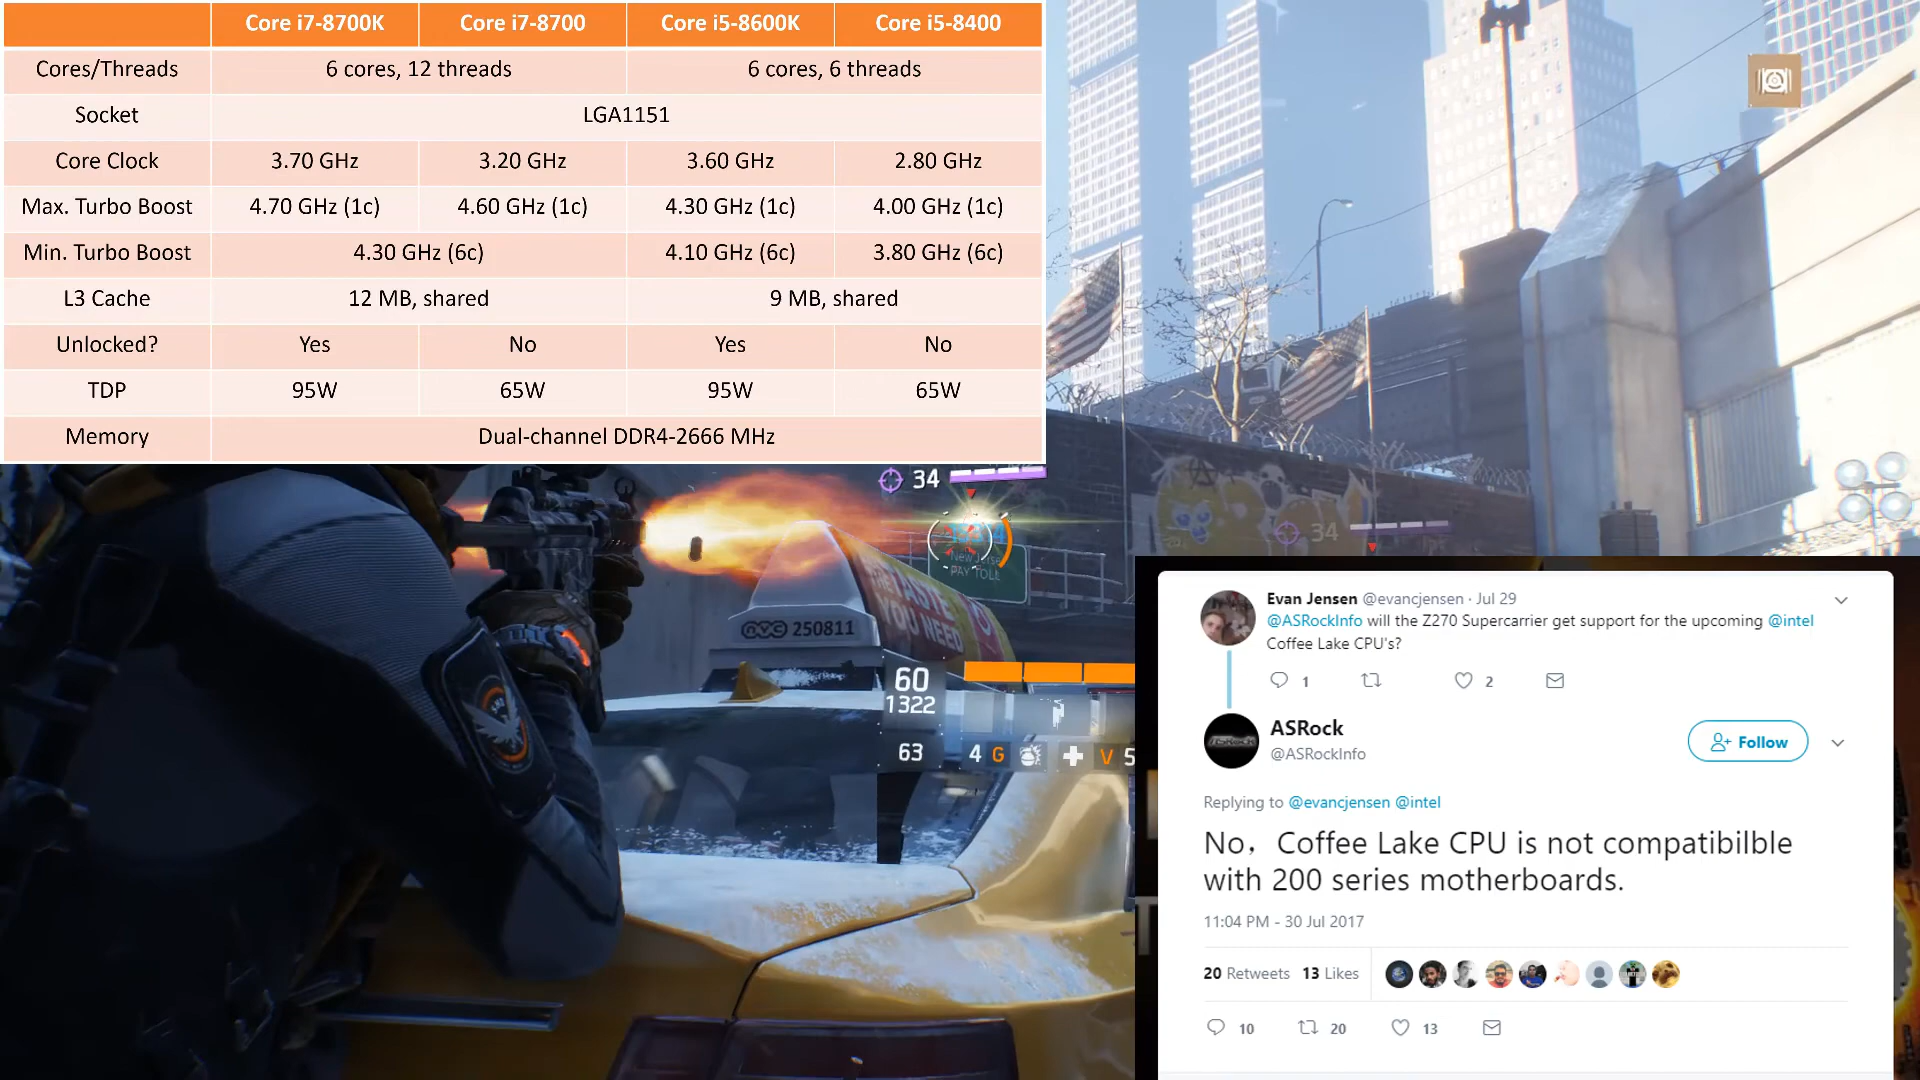 Core i7-8700K Core i7-8700 Core i5-8600K Core i5-8400
Cores/Threads 6 cores, 12 threads 6 cores, 6 threads
Socket LGA1151
Core Clock 3.70 GHz 3.20 GHz 3.60 GHz 2.80 GHz
Max. Turbo Boost 4.70 GHz (1c) 4.60 GHz (1c) 4.30 GHz (1c) 4.00 GHz (1c)
Min. Turbo Boost 4.30 GHz (6c) 4.10 GHz (6c) 3.80 GHz (6c)
L3 Cache 12 MB, shared 9 MB, shared
Unlocked? Yes No Yes No
TDP 95W 65W 95W 65W
Memory Dual-channel DDR4-2666 MHz
34
34
PAY TOLL
TASTE
YOU NEED
nyc 250811
60
1322
63
4 G V 5
Evan Jensen @evancjensen · Jul 29
@ASRockInfo will the Z270 Supercarrier get support for the upcoming @intel
Coffee Lake CPU's?
1 2
ASRock
@ASRockInfo
Follow
Replying to @evancjensen @intel
No, Coffee Lake CPU is not compatibilble
with 200 series motherboards.
11:04 PM - 30 Jul 2017
20 Retweets 13 Likes
10 20 13